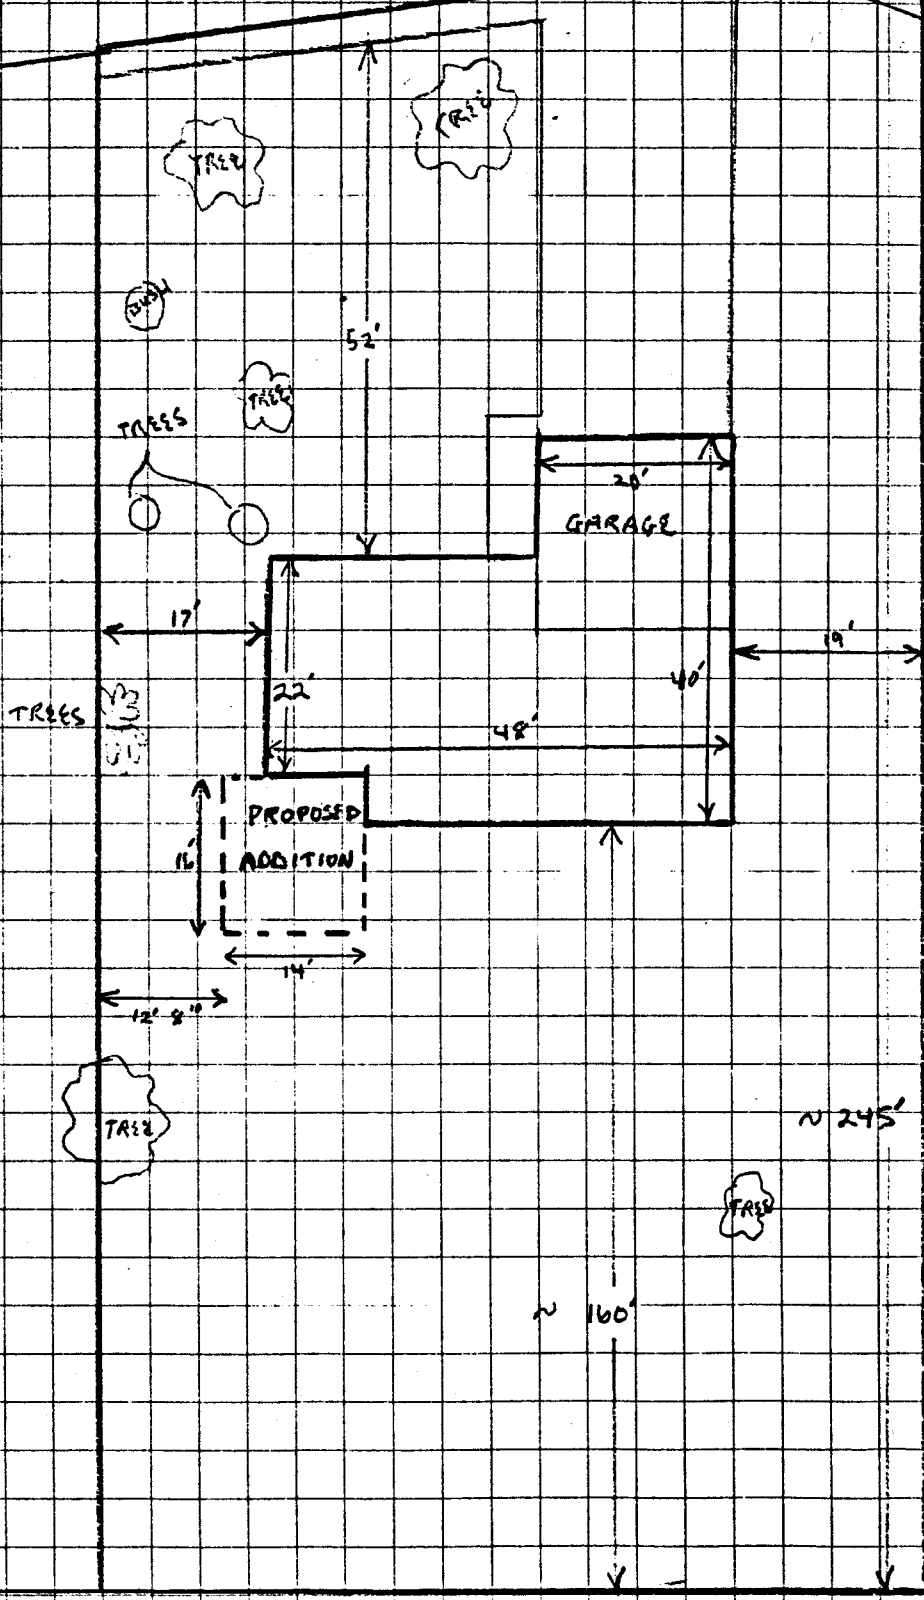 TREE
TREE
BUSH
52'
TREE
TREES
20'
GARAGE
17'
19'
22'
40'
TREES
48'
PROPOSED
ADDITION
16'
14'
12' 8"
TREE
~ 245'
TREE
~ 160'